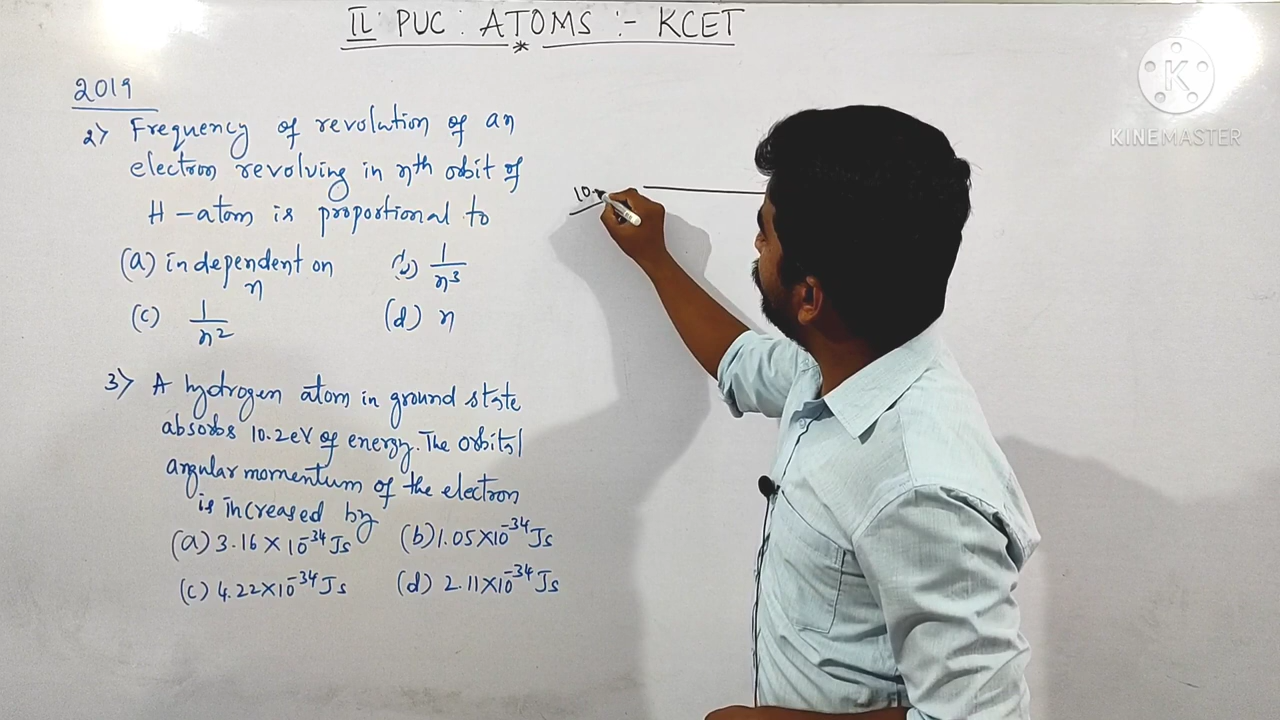 II PUC : ATOMS :- KCET
*
K
KINEMASTER
2019
2> Frequency of revolution of an
electron revolving in nth orbit of
H-atom is proportional to
(a) independent on n
(b) 1/n³
(c) 1/n²
(d) n
3> A hydrogen atom in ground state
absorbs 10.2eV of energy. The orbital
angular momentum of the electron
is increased by
(a) 3.16 × 10⁻³⁴ Js (b) 1.05×10⁻³⁴ Js
(c) 4.22×10⁻³⁴ Js (d) 2.11×10⁻³⁴ Js
10.